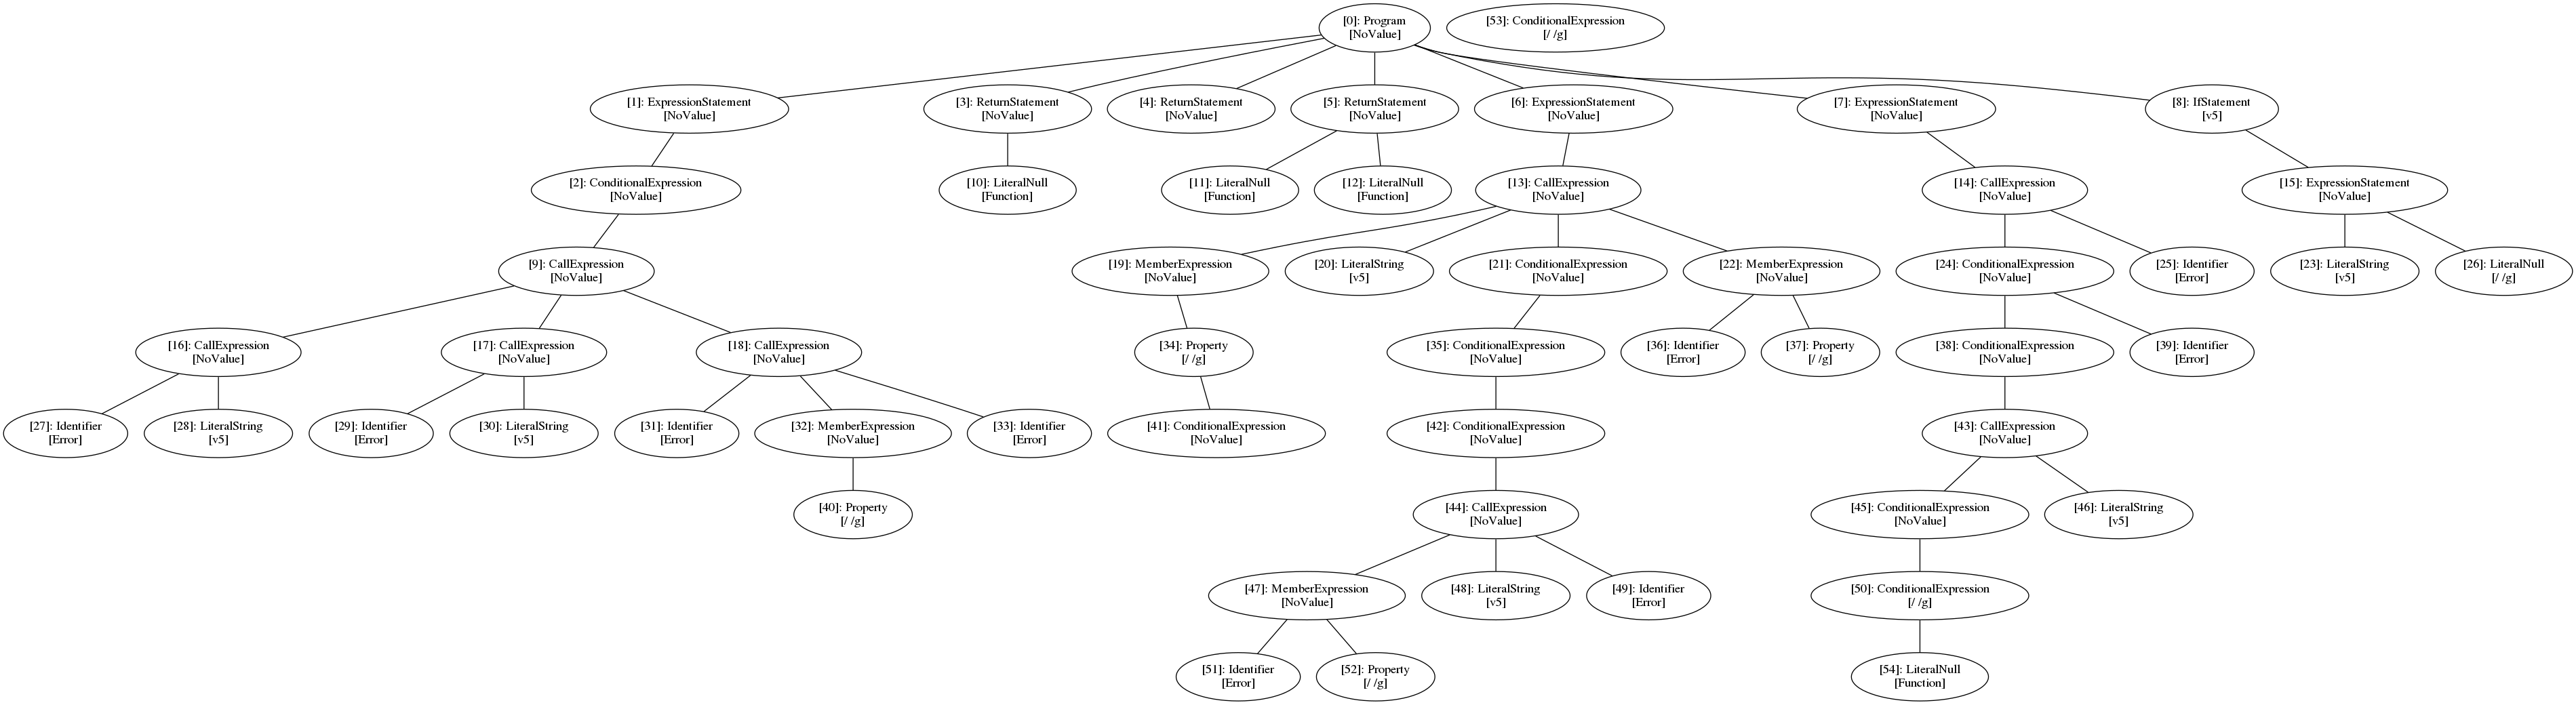 [0]: Program
[NoValue]
[53]: ConditionalExpression
[/ /g]
[1]: ExpressionStatement
[NoValue]
[3]: ReturnStatement
[NoValue]
[4]: ReturnStatement
[NoValue]
[5]: ReturnStatement
[NoValue]
[6]: ExpressionStatement
[NoValue]
[7]: ExpressionStatement
[NoValue]
[8]: IfStatement
[v5]
[2]: ConditionalExpression
[NoValue]
[10]: LiteralNull
[Function]
[11]: LiteralNull
[Function]
[12]: LiteralNull
[Function]
[13]: CallExpression
[NoValue]
[14]: CallExpression
[NoValue]
[15]: ExpressionStatement
[NoValue]
[9]: CallExpression
[NoValue]
[19]: MemberExpression
[NoValue]
[20]: LiteralString
[v5]
[21]: ConditionalExpression
[NoValue]
[22]: MemberExpression
[NoValue]
[24]: ConditionalExpression
[NoValue]
[25]: Identifier
[Error]
[23]: LiteralString
[v5]
[26]: LiteralNull
[/ /g]
[16]: CallExpression
[NoValue]
[17]: CallExpression
[NoValue]
[18]: CallExpression
[NoValue]
[34]: Property
[/ /g]
[35]: ConditionalExpression
[NoValue]
[36]: Identifier
[Error]
[37]: Property
[/ /g]
[38]: ConditionalExpression
[NoValue]
[39]: Identifier
[Error]
[27]: Identifier
[Error]
[28]: LiteralString
[v5]
[29]: Identifier
[Error]
[30]: LiteralString
[v5]
[31]: Identifier
[Error]
[32]: MemberExpression
[NoValue]
[33]: Identifier
[Error]
[41]: ConditionalExpression
[NoValue]
[42]: ConditionalExpression
[NoValue]
[43]: CallExpression
[NoValue]
[40]: Property
[/ /g]
[44]: CallExpression
[NoValue]
[45]: ConditionalExpression
[NoValue]
[46]: LiteralString
[v5]
[47]: MemberExpression
[NoValue]
[48]: LiteralString
[v5]
[49]: Identifier
[Error]
[50]: ConditionalExpression
[/ /g]
[51]: Identifier
[Error]
[52]: Property
[/ /g]
[54]: LiteralNull
[Function]